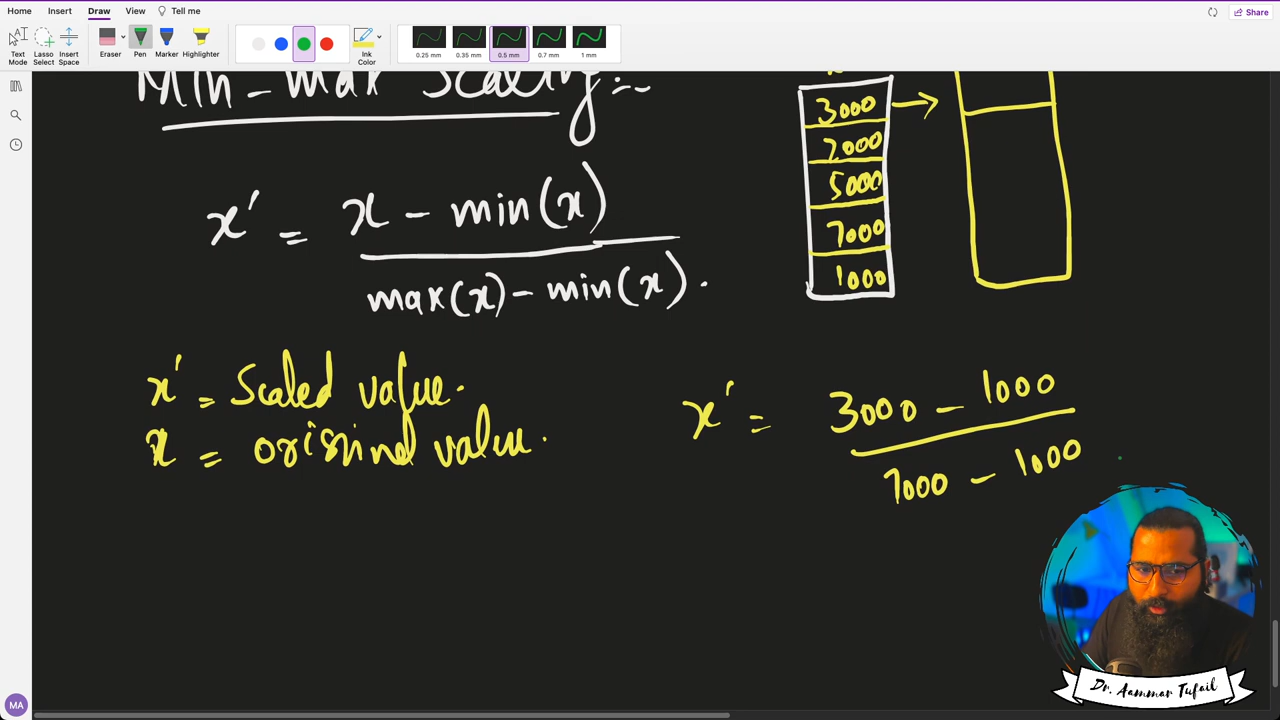 Home Insert Draw View Tell me
Share
Text Mode
Lasso Select
Insert Space
Eraser
Pen
Marker
Highlighter
Ink Color
0.25 mm
0.35 mm
0.5 mm
0.7 mm
1 mm
Min - max Scaling :-
3000
2000
5000
7000
1000
x' = x - min(x)
max(x) - min(x) .
x' = Scaled value.
x = original value.
x' = 3000 - 1000
7000 - 1000
MA
Dr. Aammar Tufail